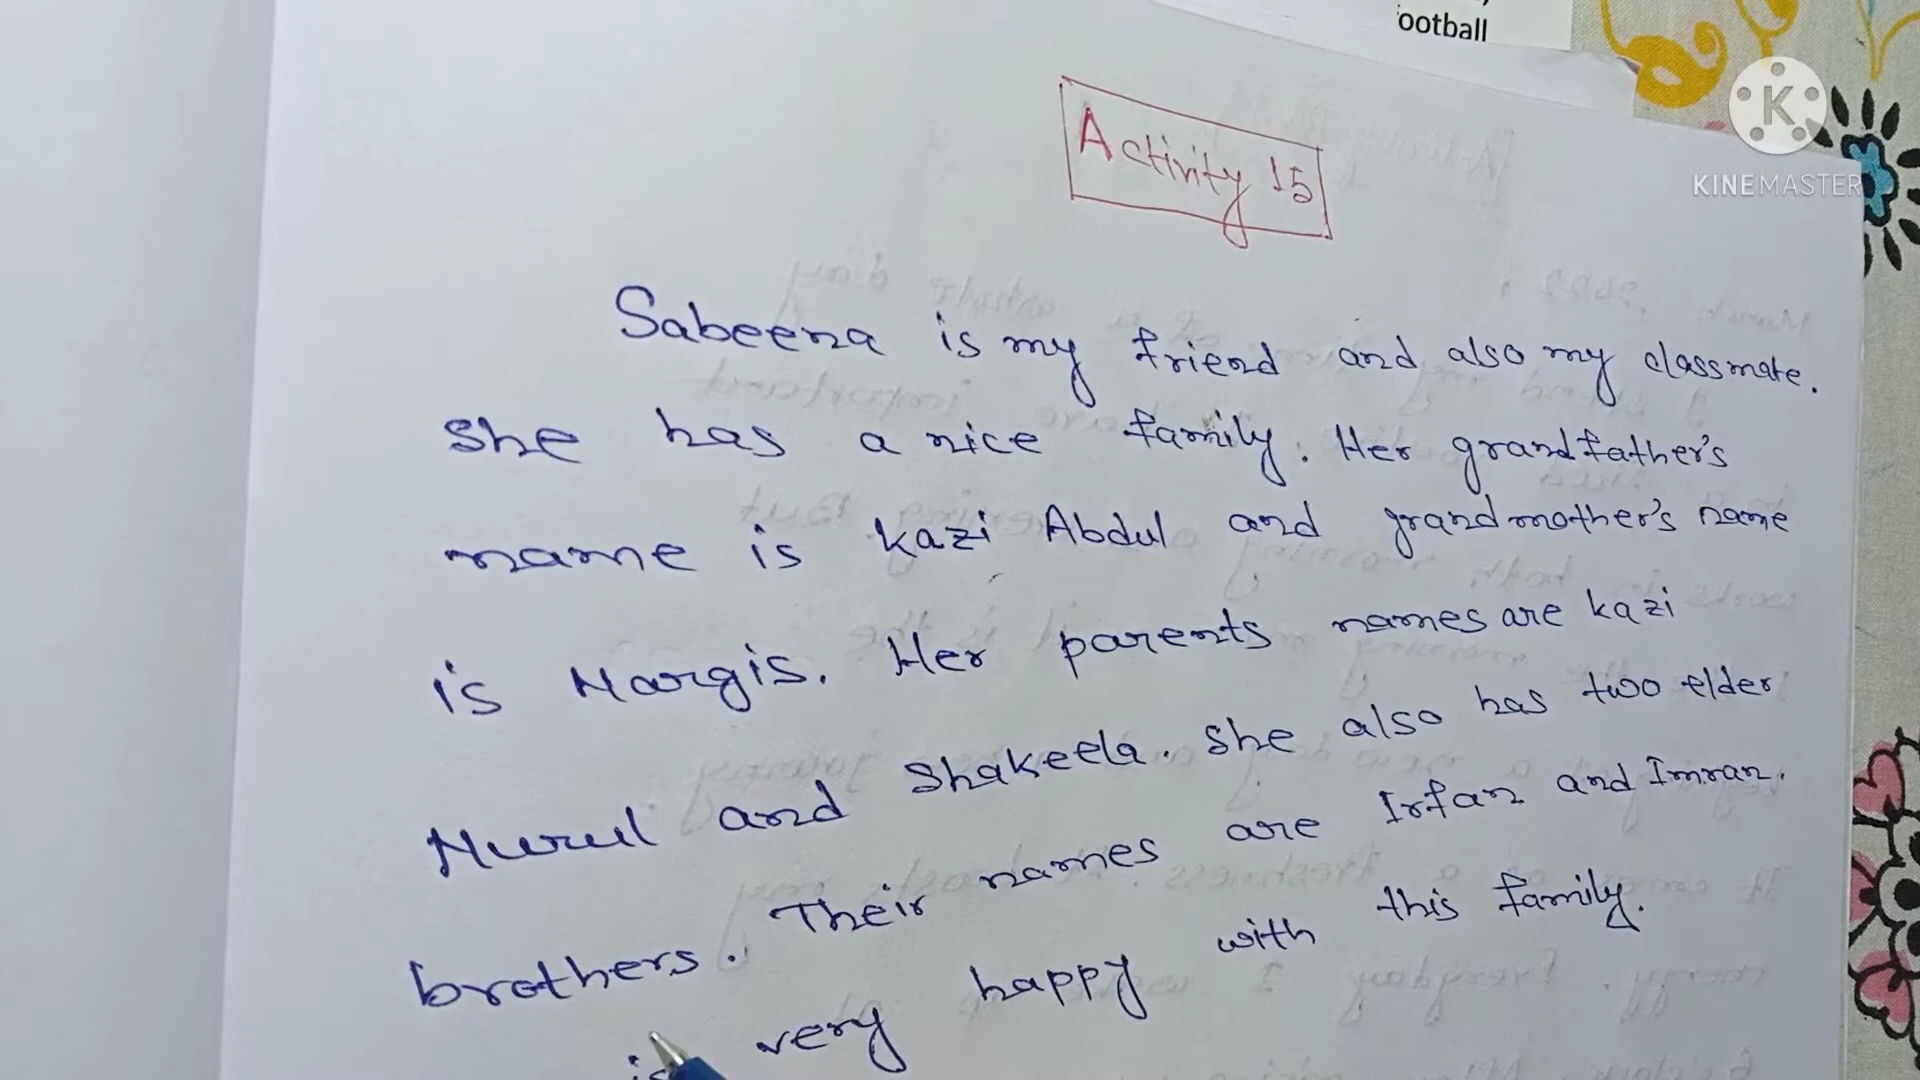 ootball
KINEMASTER
Activity 15
Sabeena is my friend and also my classmate.
She has a nice family. Her grandfather's
name is Kazi Abdul and grandmother's name
is Nargis. Her parents names are Kazi
Nurul and Shakeela. She also has two elder
brothers. Their names are Irfan and Imran.
is very happy with this family.